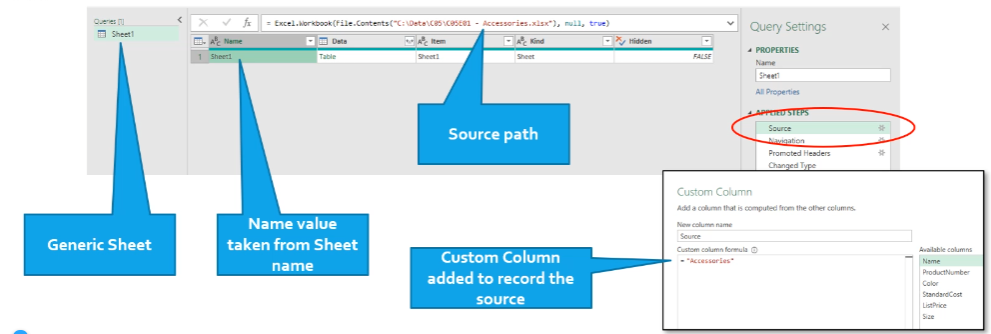 Queries [1]
Sheet1
= Excel.Workbook(File.Contents("C:\Data\C05\C05E01 - Accessories.xlsx"), null, true)
Name Data Item Kind Hidden
1 Sheet1 Table Sheet1 Sheet FALSE
Query Settings
PROPERTIES
Name
Sheet1
All Properties
APPLIED STEPS
Source
Navigation
Promoted Headers
Changed Type
Source path
Generic Sheet
Name value
taken from Sheet
name
Custom Column
added to record the
source
Custom Column
Add a column that is computed from the other columns.
New column name
Source
Custom column formula
= "Accessories"
Available columns
Name
ProductNumber
Color
StandardCost
ListPrice
Size